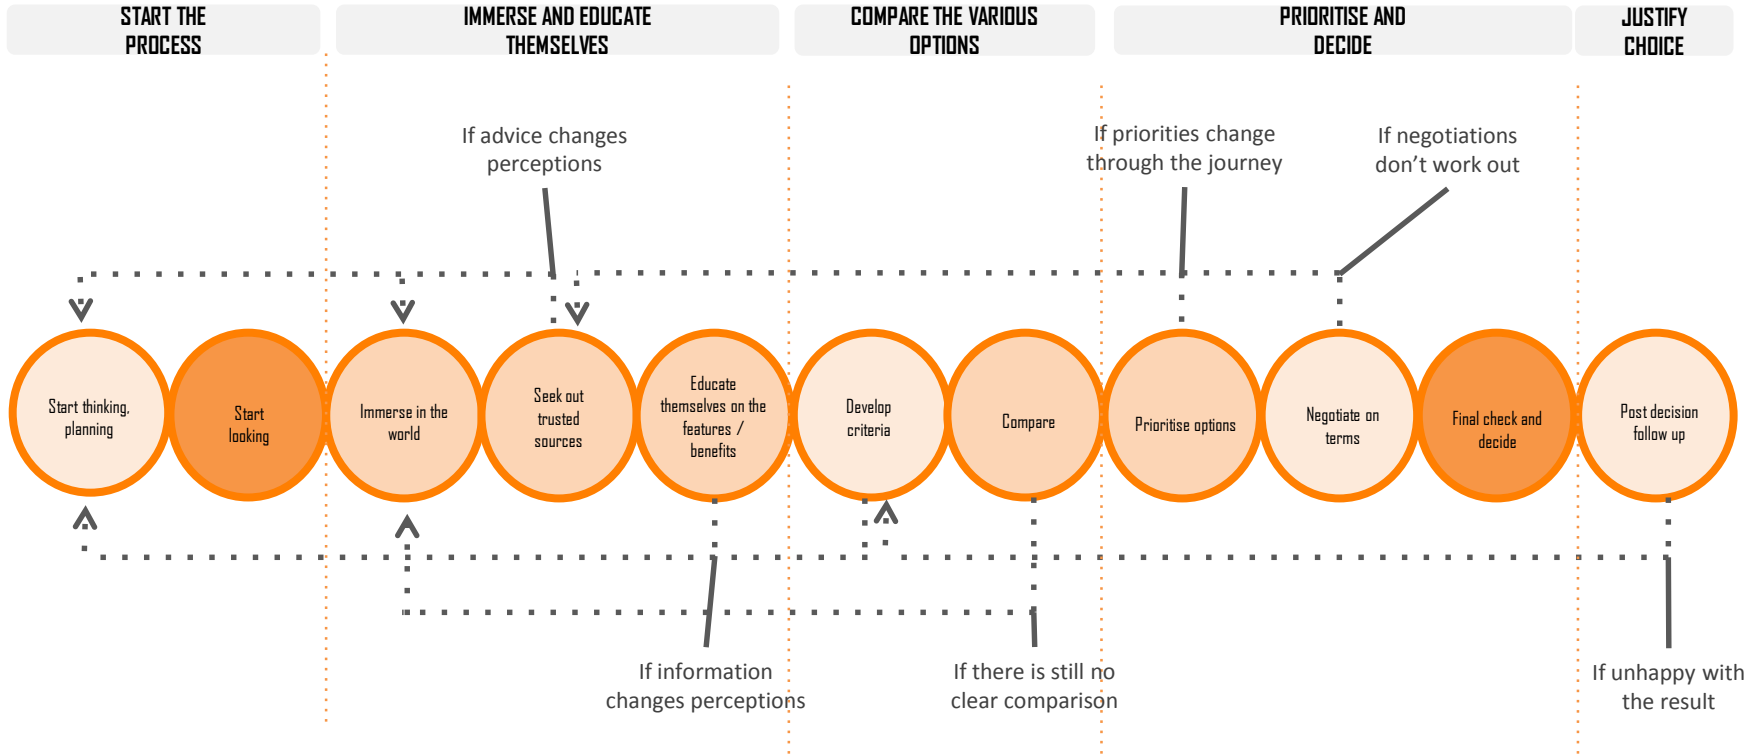 START THE
PROCESS
IMMERSE AND EDUCATE
THEMSELVES
COMPARE THE VARIOUS
OPTIONS
PRIORITISE AND
DECIDE
JUSTIFY
CHOICE
If advice changes
perceptions
If priorities change
through the journey
If negotiations
don’t work out
Start thinking,
planning
Start
looking
Immerse in the
world
Seek out
trusted
sources
Educate
themselves on the
features /
benefits
Develop
criteria
Compare
Prioritise options
Negotiate on
terms
Final check and
decide
Post decision
follow up
If information
changes perceptions
If there is still no
clear comparison
If unhappy with
the result